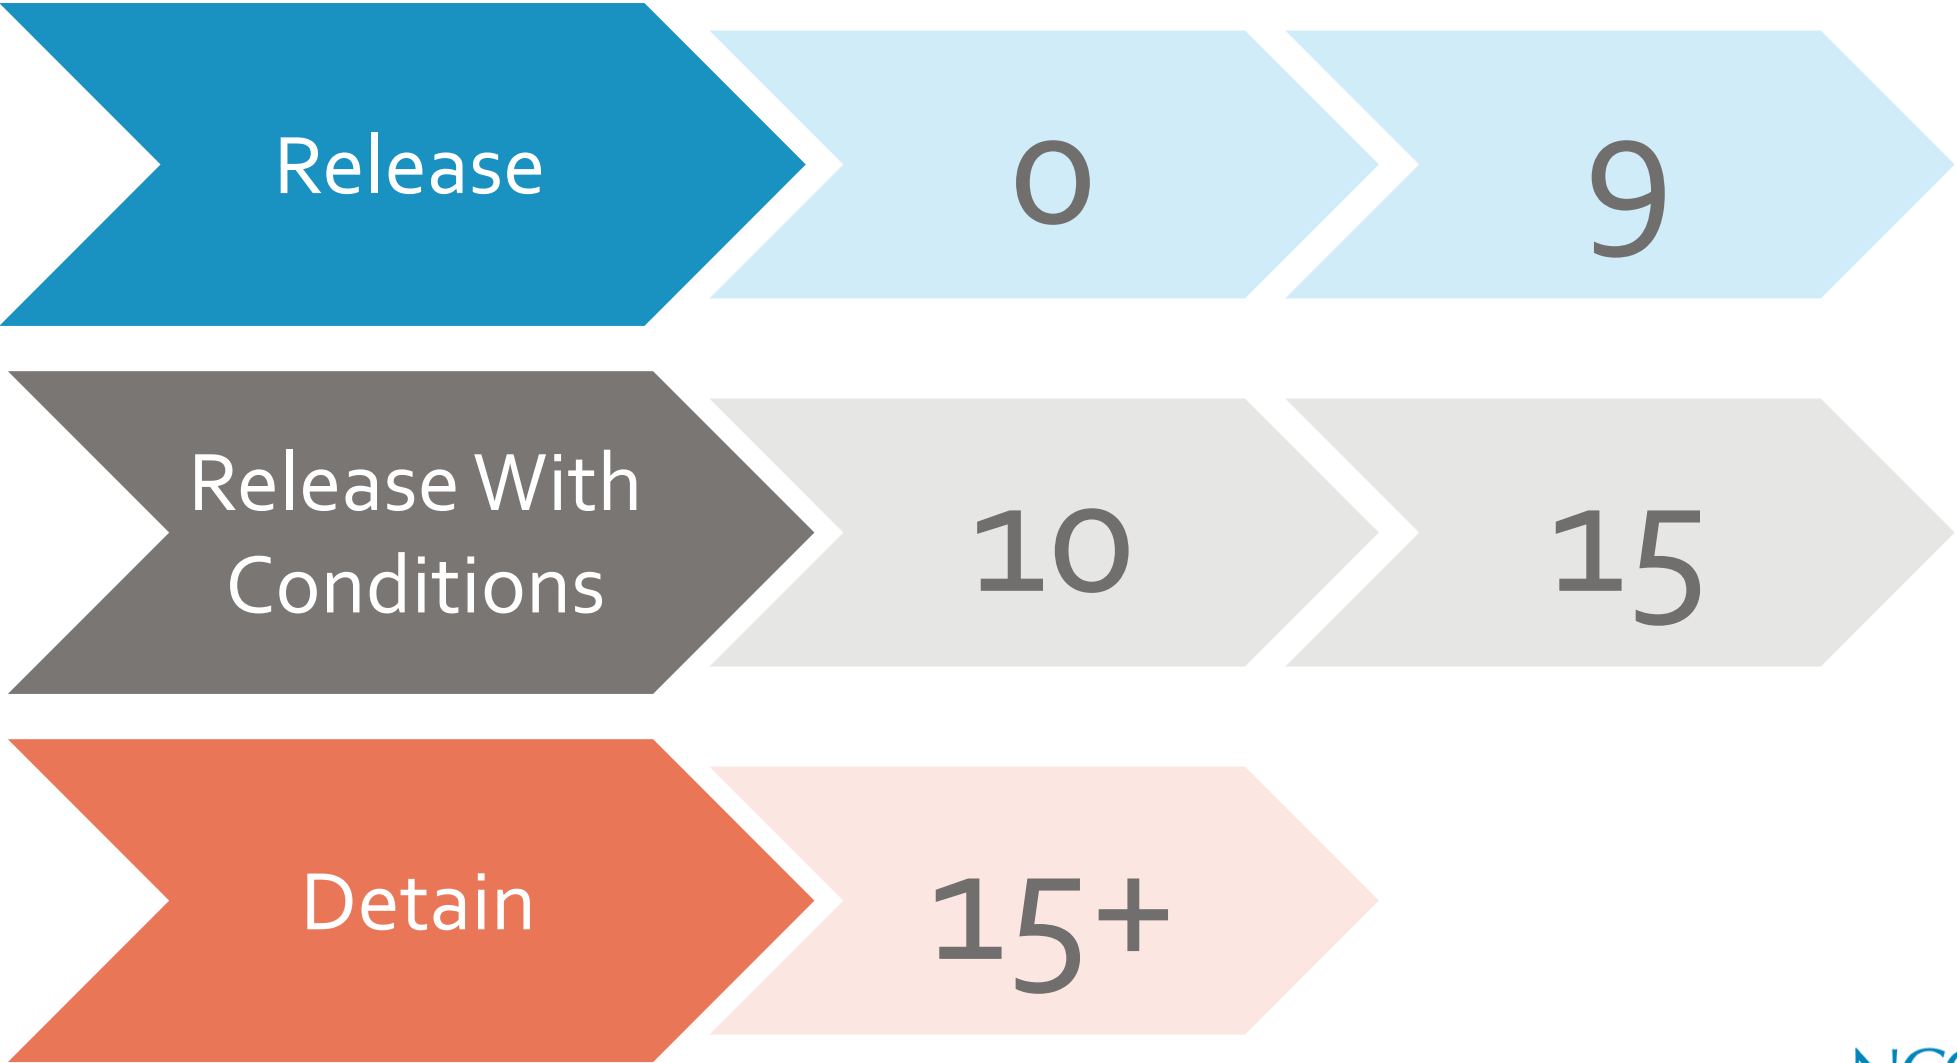 Release
0
9
Release With
Conditions
10
15
Detain
15+